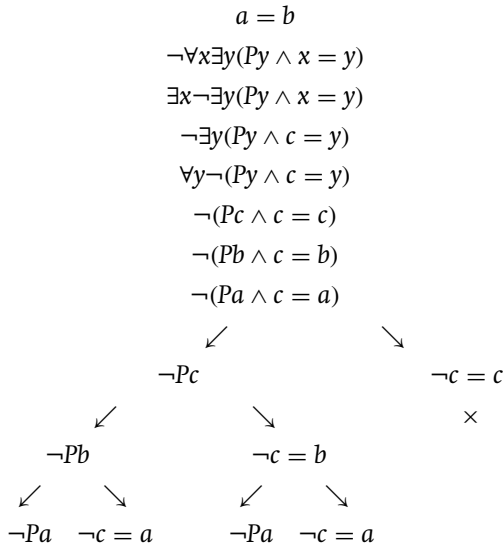 a = b
¬∀x∃y(Py ∧ x = y)
∃x¬∃y(Py ∧ x = y)
¬∃y(Py ∧ c = y)
∀y¬(Py ∧ c = y)
¬(Pc ∧ c = c)
¬(Pb ∧ c = b)
¬(Pa ∧ c = a)
↙ ↘
¬Pc ¬c = c
↙ ↘ ×
¬Pb ¬c = b
↙ ↘ ↙ ↘
¬Pa ¬c = a ¬Pa ¬c = a